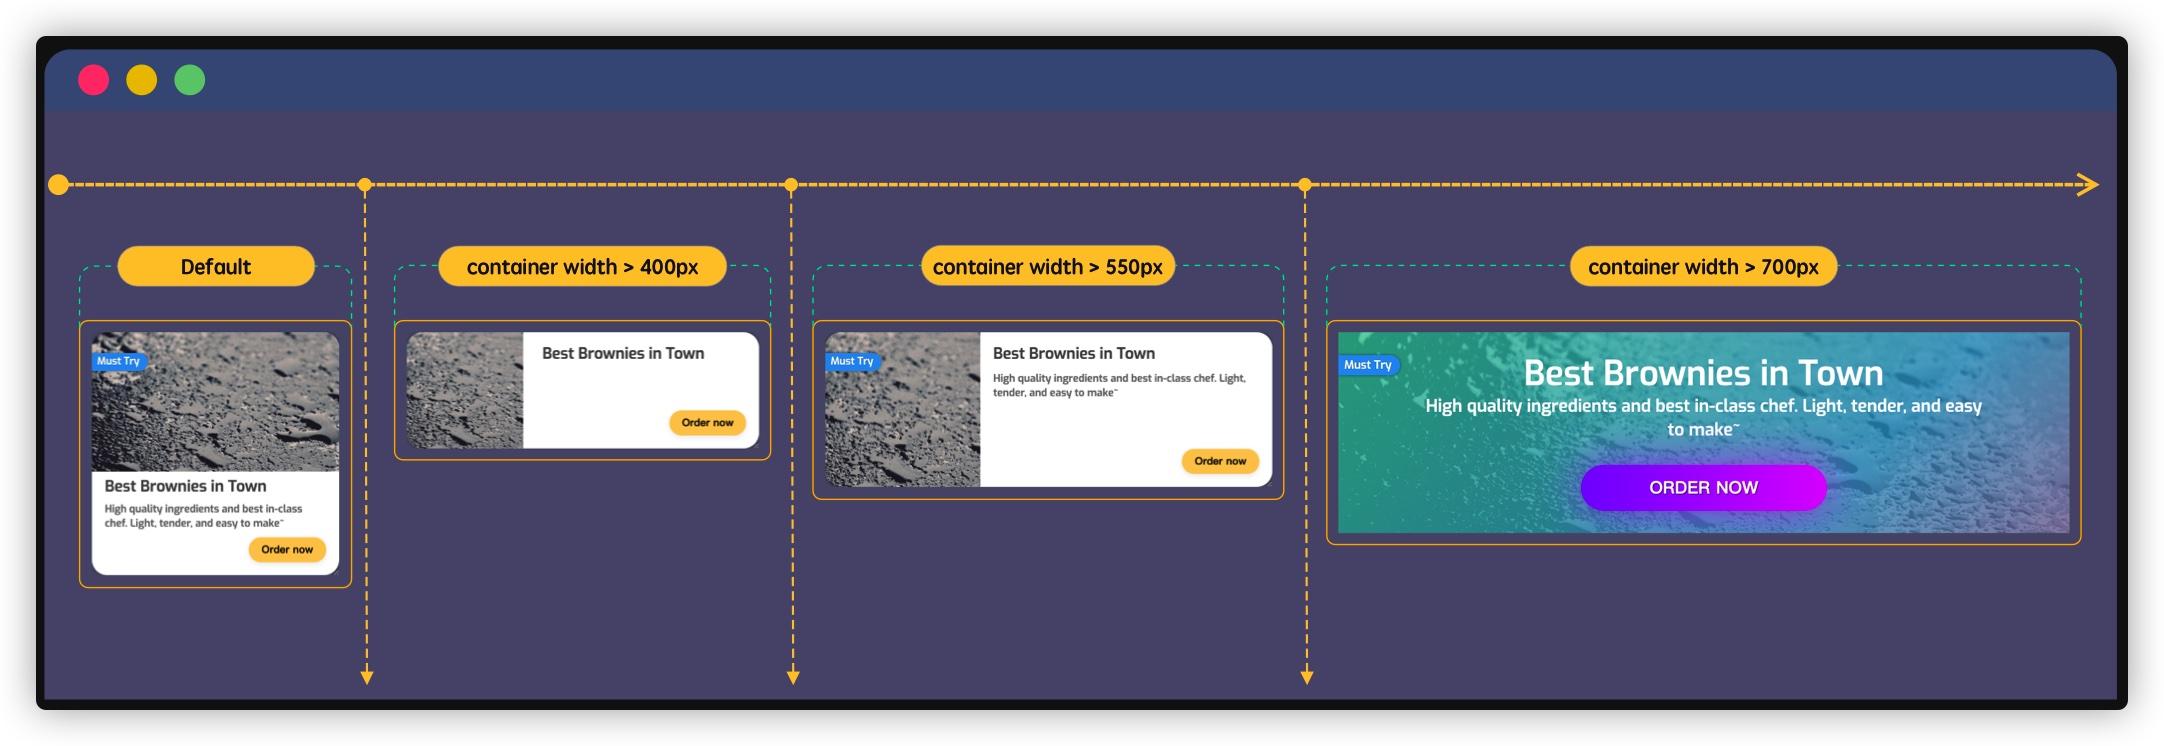 Default
Must Try
Best Brownies in Town
High quality ingredients and best in-class
chef. Light, tender, and easy to make~
Order now
container width > 400px
Best Brownies in Town
Order now
container width > 550px
Must Try
Best Brownies in Town
High quality ingredients and best in-class chef. Light,
tender, and easy to make~
Order now
container width > 700px
Must Try
Best Brownies in Town
High quality ingredients and best in-class chef. Light, tender, and easy
to make~
ORDER NOW